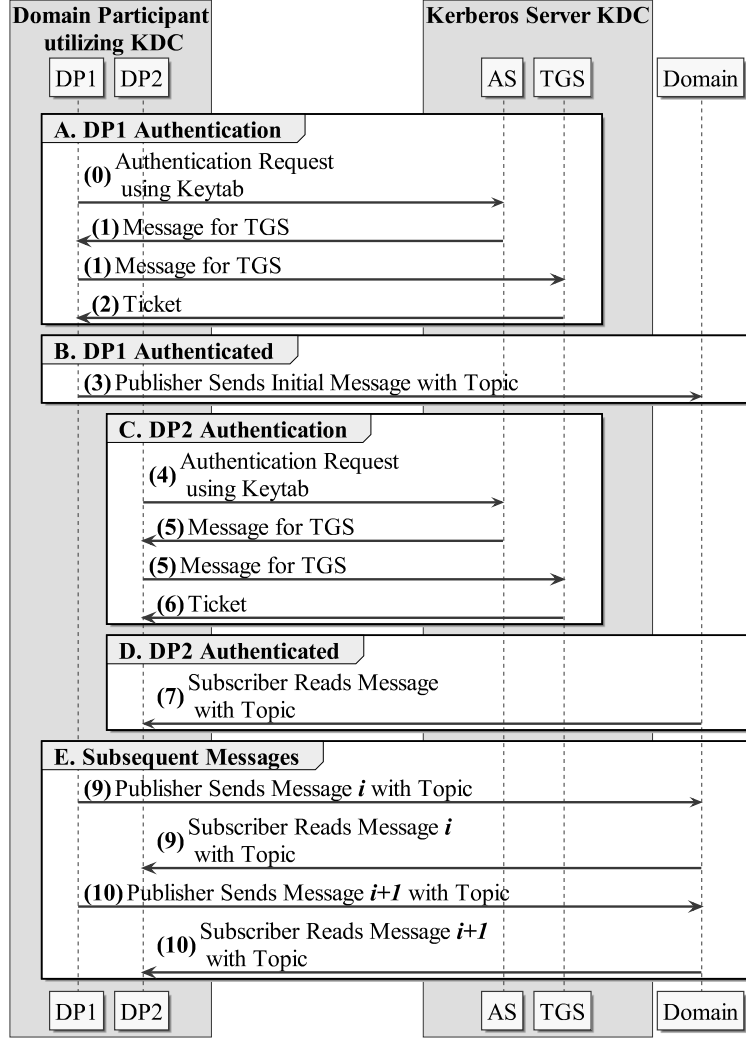 Domain Participant
utilizing KDC
Kerberos Server KDC
DP1 DP2 AS TGS Domain
A. DP1 Authentication
(0) Authentication Request
using Keytab
(1) Message for TGS
(1) Message for TGS
(2) Ticket
B. DP1 Authenticated
(3) Publisher Sends Initial Message with Topic
C. DP2 Authentication
(4) Authentication Request
using Keytab
(5) Message for TGS
(5) Message for TGS
(6) Ticket
D. DP2 Authenticated
(7) Subscriber Reads Message
with Topic
E. Subsequent Messages
(9) Publisher Sends Message i with Topic
(9) Subscriber Reads Message i
with Topic
(10) Publisher Sends Message i+1 with Topic
(10) Subscriber Reads Message i+1
with Topic
DP1 DP2 AS TGS Domain